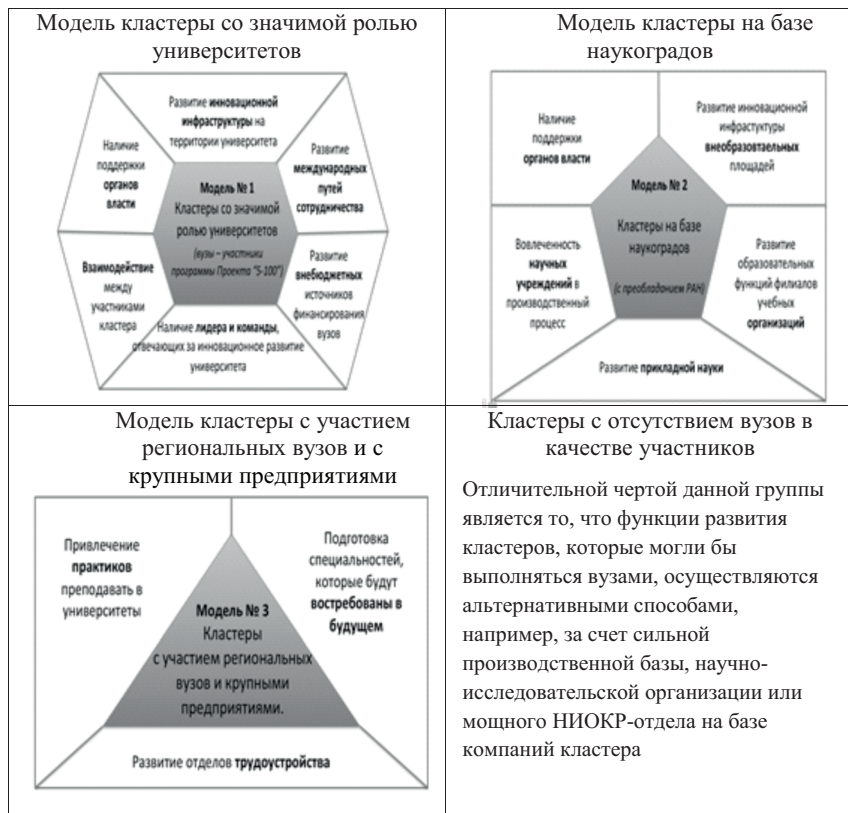 Модель кластеры со значимой ролью
университетов
Развитие инновационной
инфраструктуры на
территории университета
Наличие
поддержки
органов
власти
Развитие
международных
путей
сотрудничества
Модель № 1
Кластеры со значимой
ролью университетов
(вузы – участники
программы Проекта "5-100")
Взаимодействие
между
участниками
кластера
Развитие
внебюджетных
источников
финансирования
вузов
Наличие лидера и команды,
отвечающих за инновационное развитие
университета
Модель кластеры на базе
наукоградов
Наличие
поддержки
органов власти
Развитие инновационной
инфрастуктуры
внеобразовтаельных
площадей
Модель № 2
Кластеры на базе
наукоградов
(с преобладанием РАН)
Вовлеченность
научных
учреждений в
производственный
процесс
Развитие
образовательных
функций филиалов
учебных
организаций
Развитие прикладной науки
Модель кластеры с участием
региональных вузов и с
крупными предприятиями
Привлечение
практиков
преподавать в
университеты
Подготовка
специальностей,
которые будут
востребованы в
будущем
Модель № 3
Кластеры
с участием региональных
вузов и крупными
предприятиями.
Развитие отделов трудоустройства
Кластеры с отсутствием вузов в
качестве участников
Отличительной чертой данной группы
является то, что функции развития
кластеров, которые могли бы
выполняться вузами, осуществляются
альтернативными способами,
например, за счет сильной
производственной базы, научно-
исследовательской организации или
мощного НИОКР-отдела на базе
компаний кластера